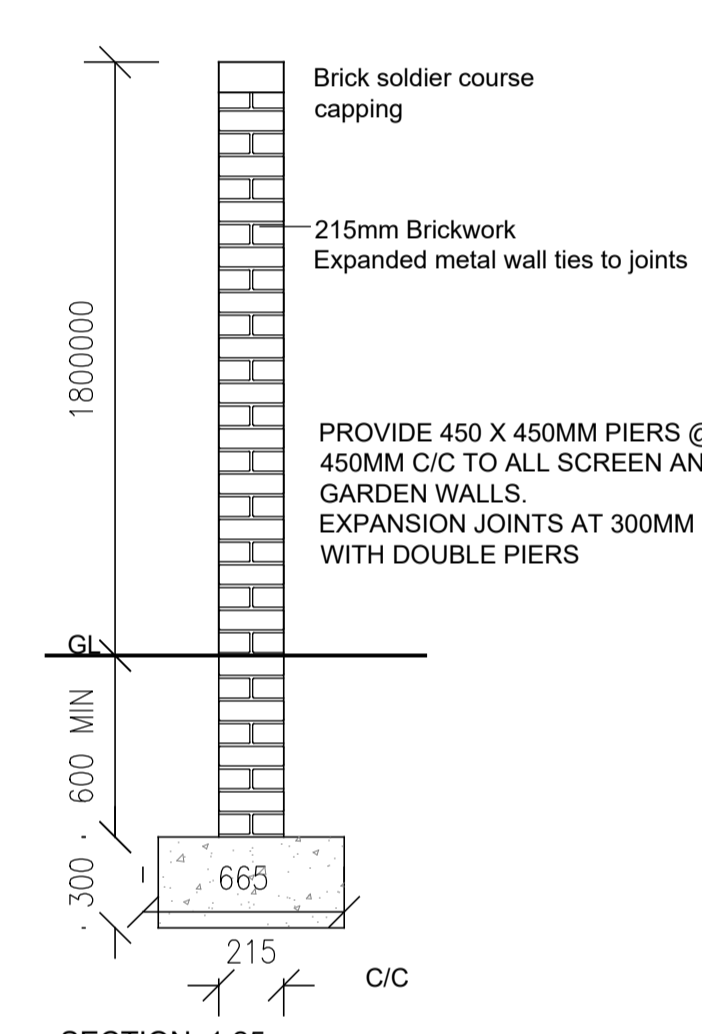 Brick soldier course
capping
215mm Brickwork
Expanded metal wall ties to joints
1800000
PROVIDE 450 X 450MM PIERS @
450MM C/C TO ALL SCREEN AN
GARDEN WALLS.
EXPANSION JOINTS AT 300MM
WITH DOUBLE PIERS
GL
600 MIN
300
665
215
C/C